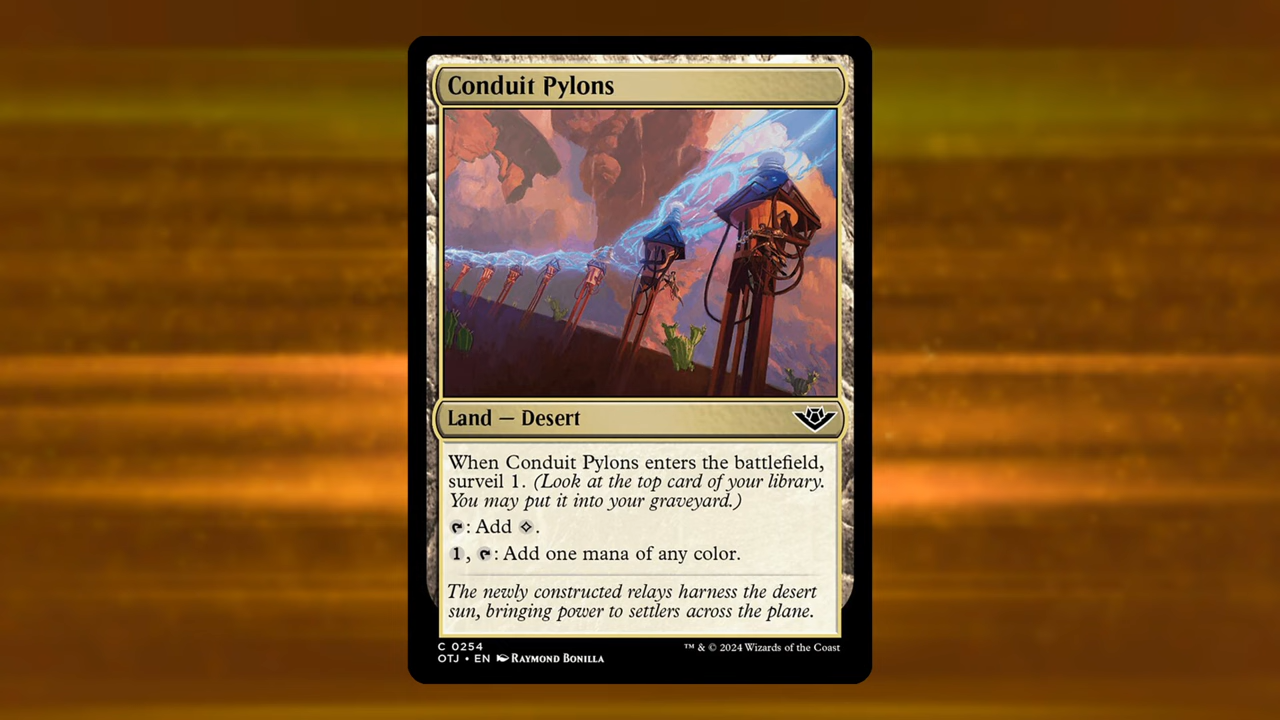 Conduit Pylons
Land — Desert
When Conduit Pylons enters the battlefield,
surveil 1. (Look at the top card of your library.
You may put it into your graveyard.)
: Add .
1, : Add one mana of any color.
The newly constructed relays harness the desert
sun, bringing power to settlers across the plane.
C 0254
OTJ • EN Raymond Bonilla
™ & © 2024 Wizards of the Coast